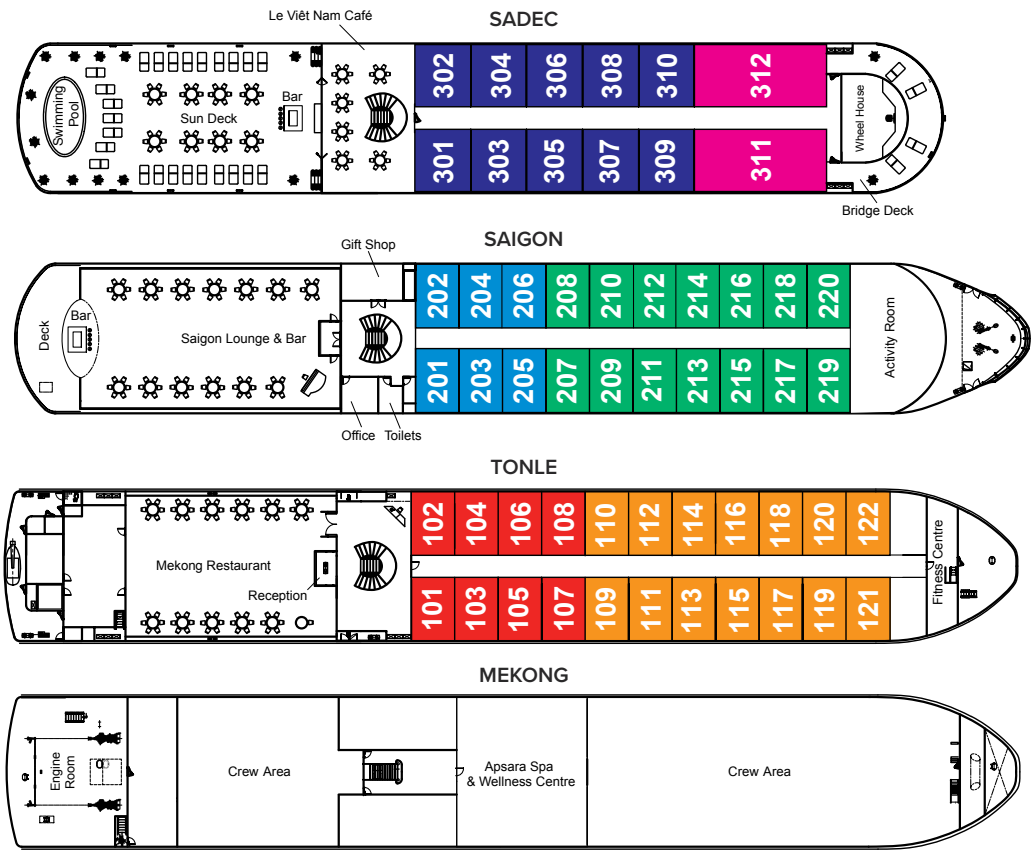 SADEC
Le Viêt Nam Café
Swimming
Pool
Sun Deck
Bar
302
304
306
308
310
312
301
303
305
307
309
311
Wheel House
Bridge Deck
SAIGON
Gift Shop
Deck
Bar
Saigon Lounge & Bar
Office
Toilets
202
204
206
208
210
212
214
216
218
220
201
203
205
207
209
211
213
215
217
219
Activity Room
TONLE
Mekong Restaurant
Reception
102
104
106
108
110
112
114
116
118
120
122
101
103
105
107
109
111
113
115
117
119
121
Fitness Centre
MEKONG
Engine
Room
Crew Area
Apsara Spa
& Wellness Centre
Crew Area